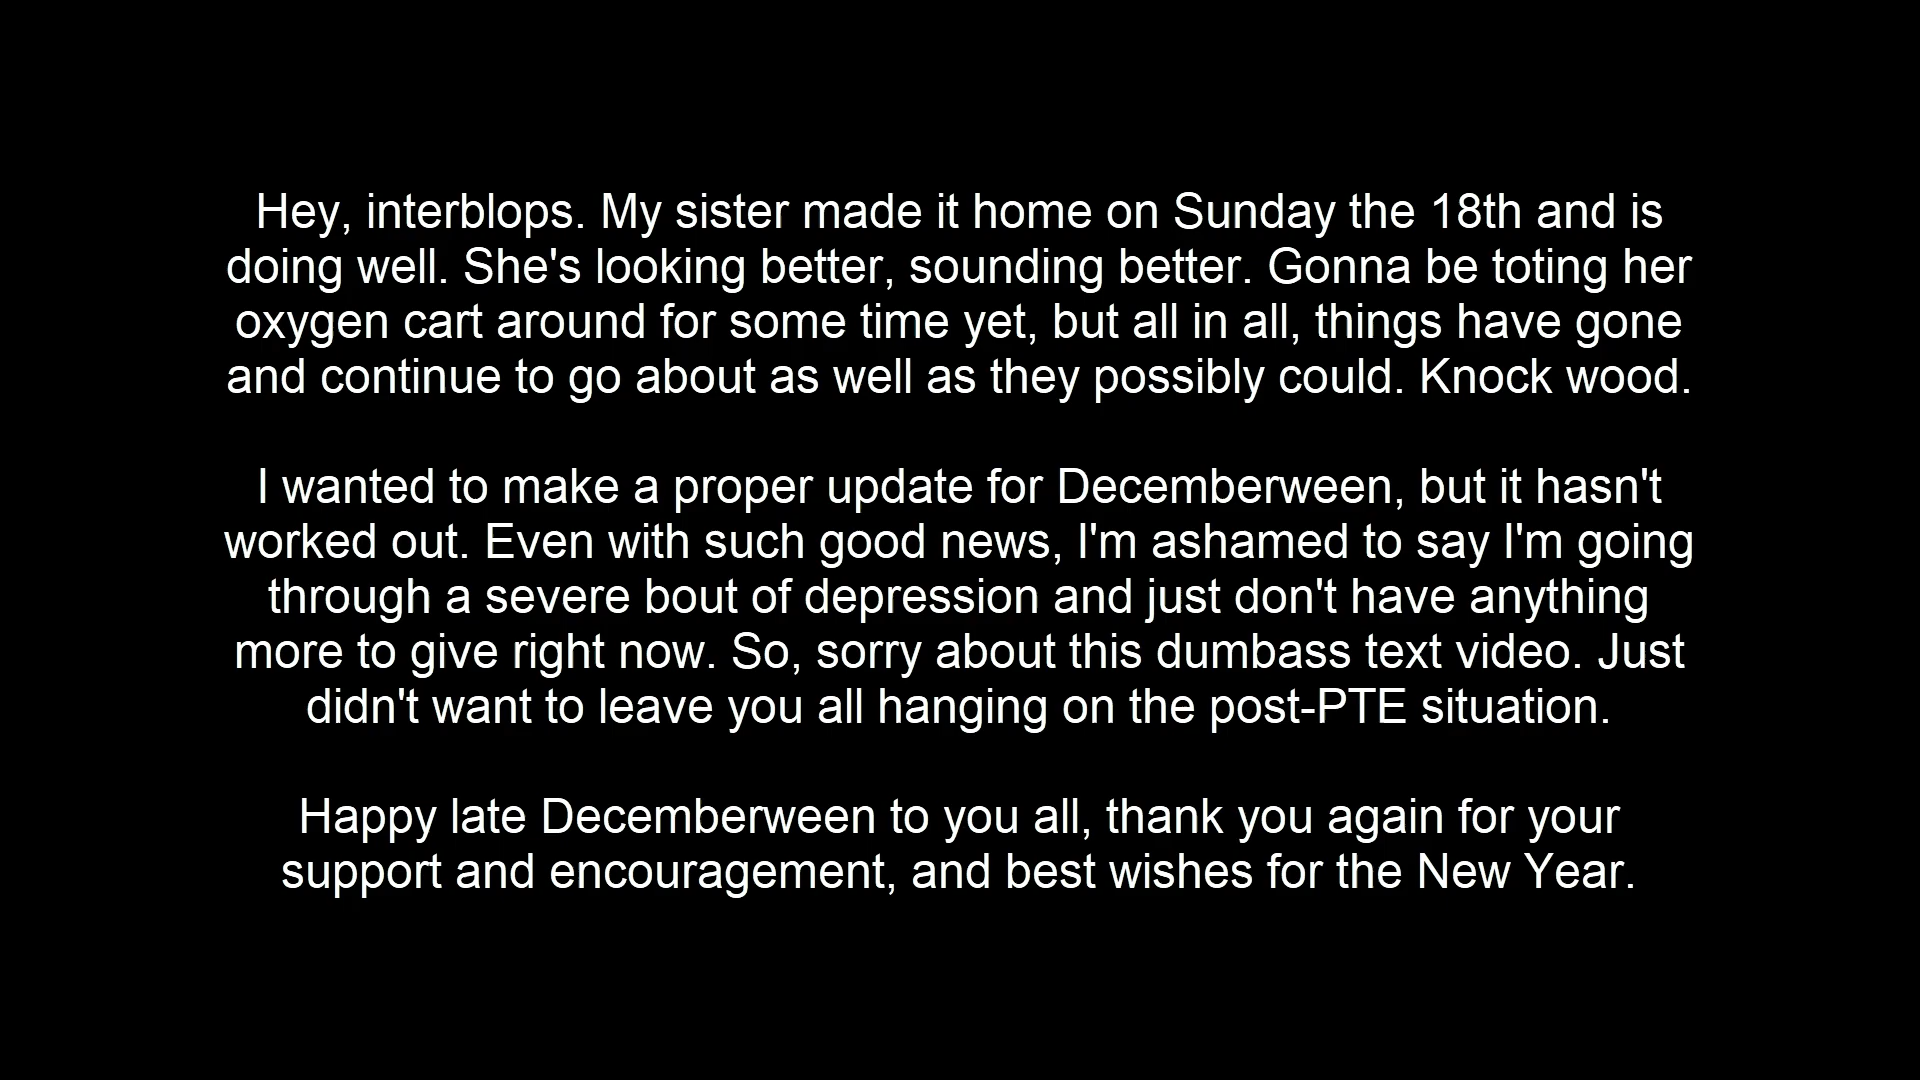 Hey, interblops. My sister made it home on Sunday the 18th and is
doing well. She's looking better, sounding better. Gonna be toting her
oxygen cart around for some time yet, but all in all, things have gone
and continue to go about as well as they possibly could. Knock wood.
I wanted to make a proper update for Decemberween, but it hasn't
worked out. Even with such good news, I'm ashamed to say I'm going
through a severe bout of depression and just don't have anything
more to give right now. So, sorry about this dumbass text video. Just
didn't want to leave you all hanging on the post-PTE situation.
Happy late Decemberween to you all, thank you again for your
support and encouragement, and best wishes for the New Year.